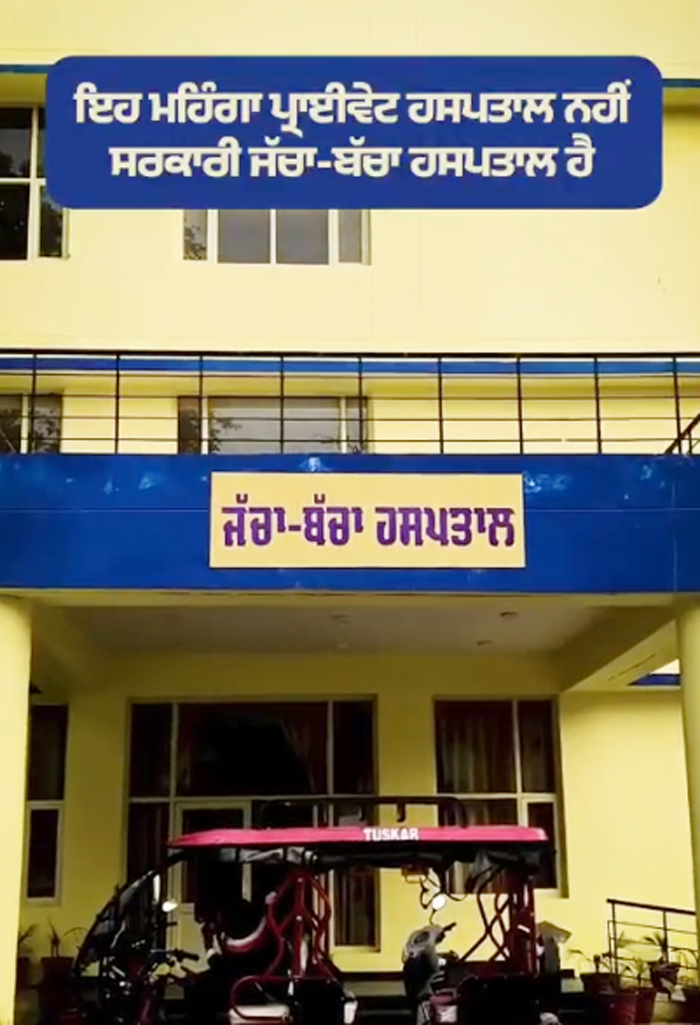 ਇਹ ਮਹਿੰਗਾ ਪ੍ਰਾਈਵੇਟ ਹਸਪਤਾਲ ਨਹੀਂ
ਸਰਕਾਰੀ ਜੱਚਾ-ਬੱਚਾ ਹਸਪਤਾਲ ਹੈ
ਜੱਚਾ-ਬੱਚਾ ਹਸਪਤਾਲ
TUSKAR